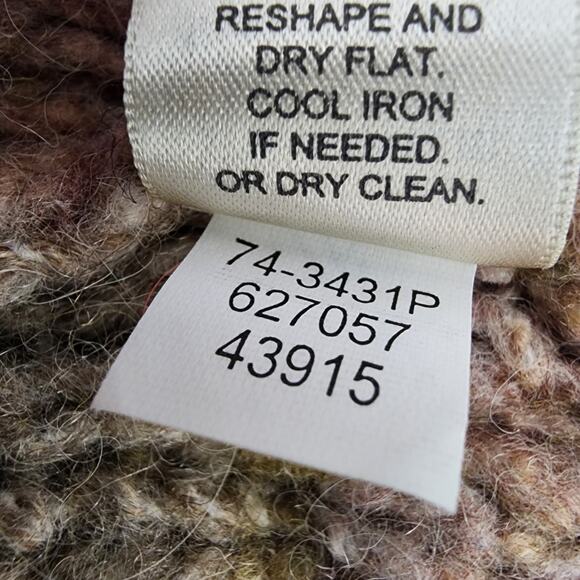 RESHAPE AND
DRY FLAT.
COOL IRON
IF NEEDED.
OR DRY CLEAN.
74-3431P
627057
43915